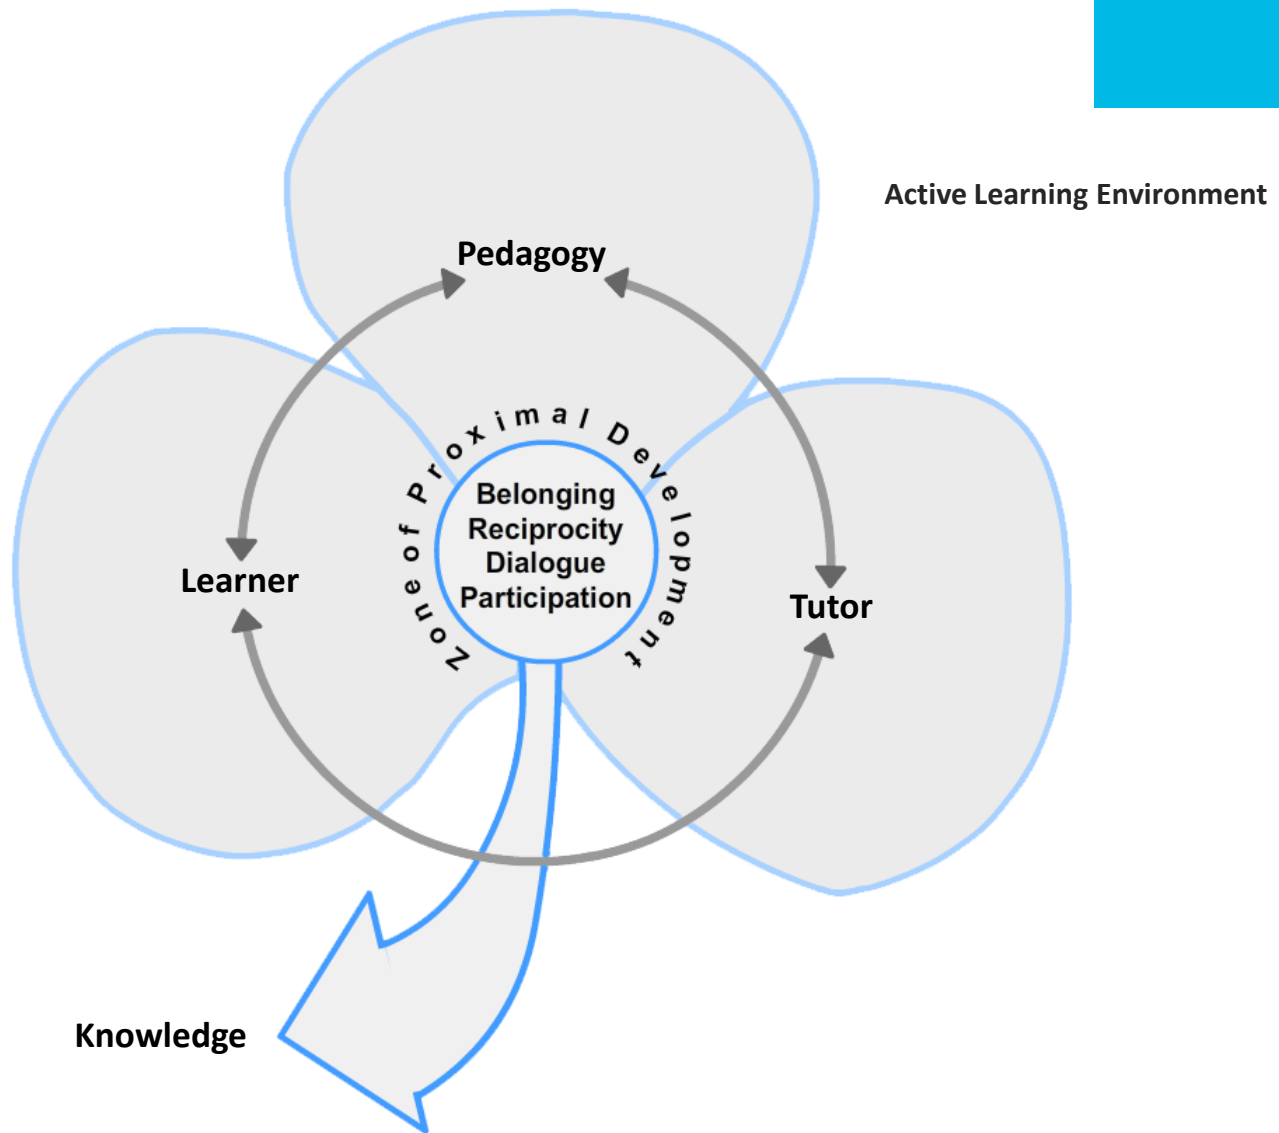 Active Learning Environment
Pedagogy
Zone of Proximal Development
Belonging
Reciprocity
Dialogue
Participation
Learner
Tutor
Knowledge